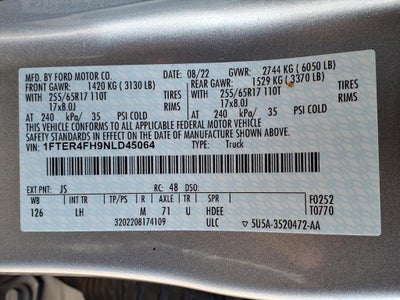 MFD. BY FORD MOTOR CO.
08/22 GVWR: 2744 KG ( 6050 LB)
FRONT GAWR: 1420 KG ( 3130 LB) REAR GAWR: 1529 KG ( 3370 LB)
WITH TIRES WITH TIRES
255/65R17 110T 255/65R17 110T
17x8.0J RIMS 17x8.0J RIMS
AT 240 kPa/ 35 PSI COLD AT 240 kPa/ 35 PSI COLD
THIS VEHICLE CONFORMS TO ALL APPLICABLE FEDERAL MOTOR VEHICLE
SAFETY STANDARDS IN EFFECT ON THE DATE OF MANUFACTURE SHOWN ABOVE.
VIN: 1FTER4FH9NLD45064 TYPE: Truck
EXT PNT: JS RC: 48 DSO: F0252
WB INT TR TP/PS R AXLE TR SPR T0770
126 LH M 71 U HDEE
3202208174109 ULC ▽ 5U5A-3520472-AA